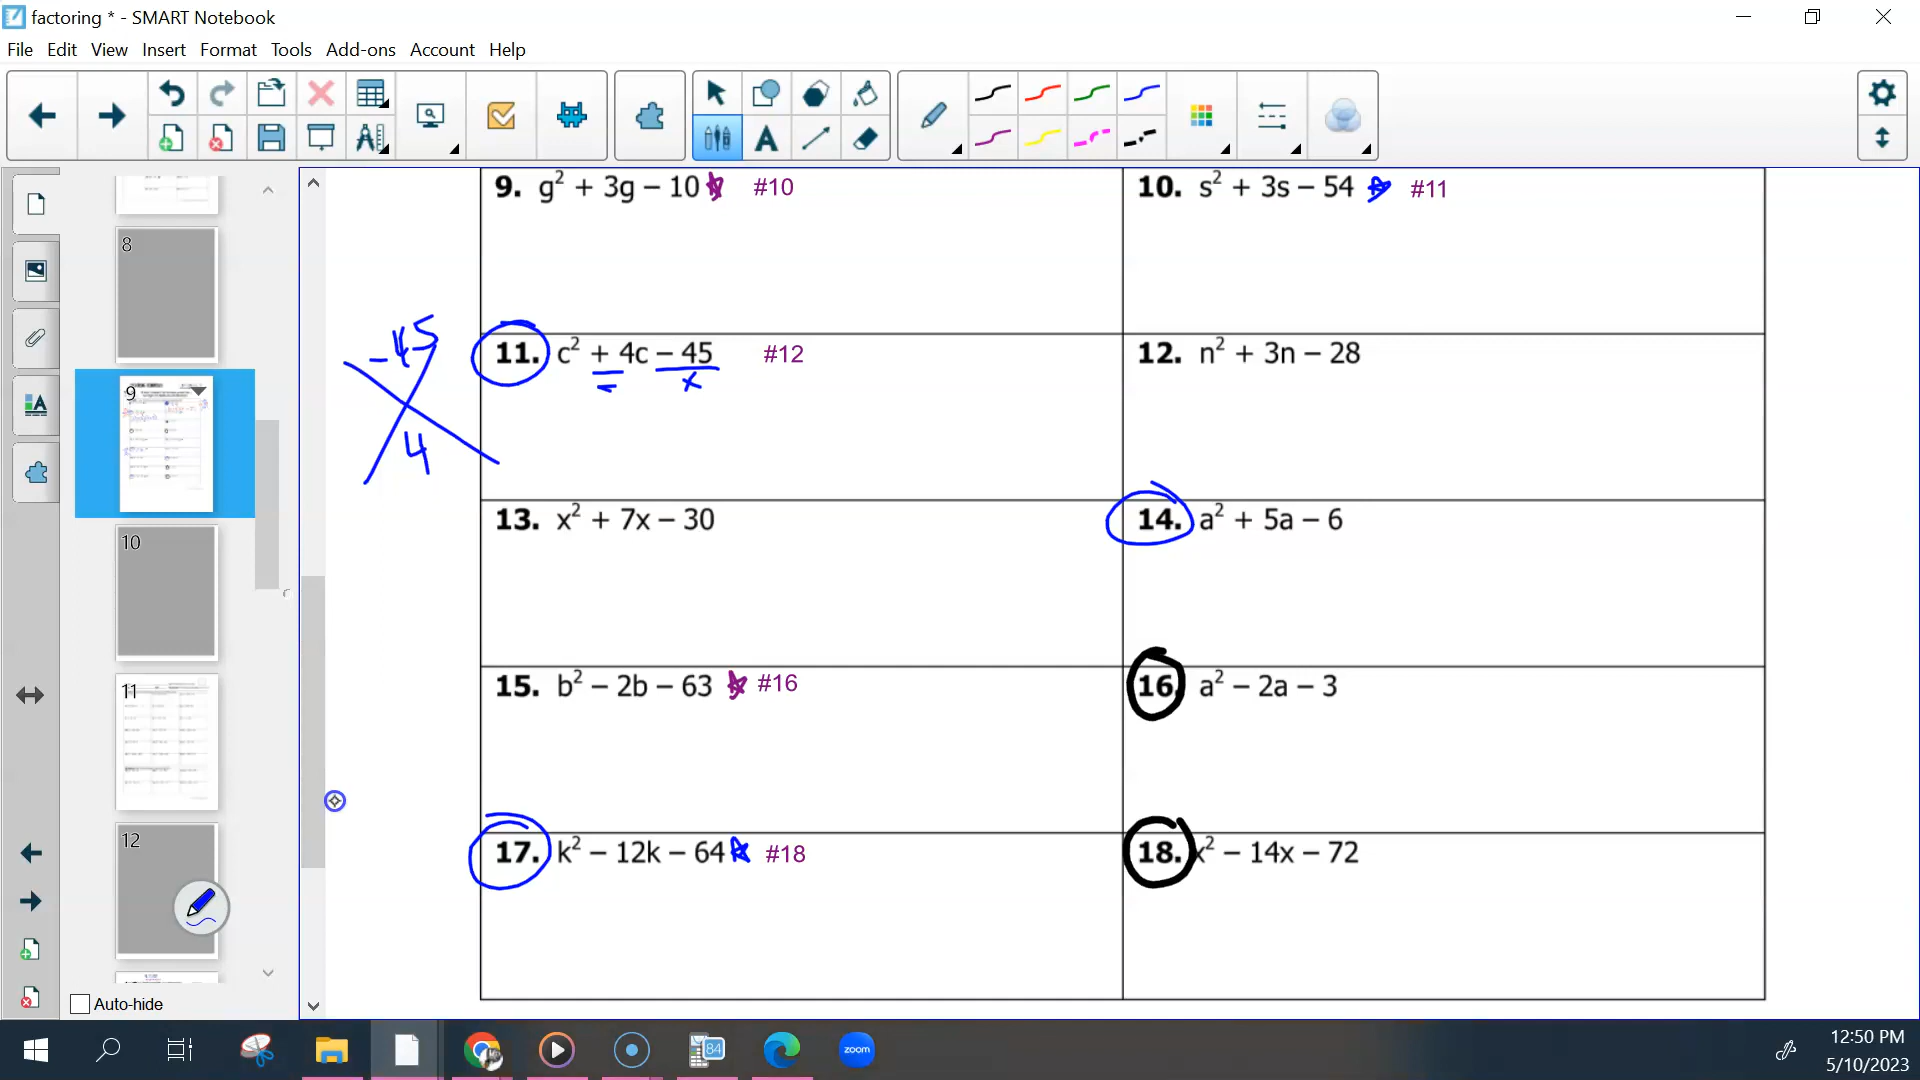 factoring * - SMART Notebook
File Edit View Insert Format Tools Add-ons Account Help
9. g² + 3g − 10 #10
10. s² + 3s − 54 #11
−45
4
11. c² + 4c − 45 #12
=
x
12. n² + 3n − 28
13. x² + 7x − 30
14. a² + 5a − 6
15. b² − 2b − 63 #16
16. a² − 2a − 3
17. k² − 12k − 64 #18
18. x² − 14x − 72
8
9
10
11
12
Auto-hide
84
zoom
12:50 PM
5/10/2023